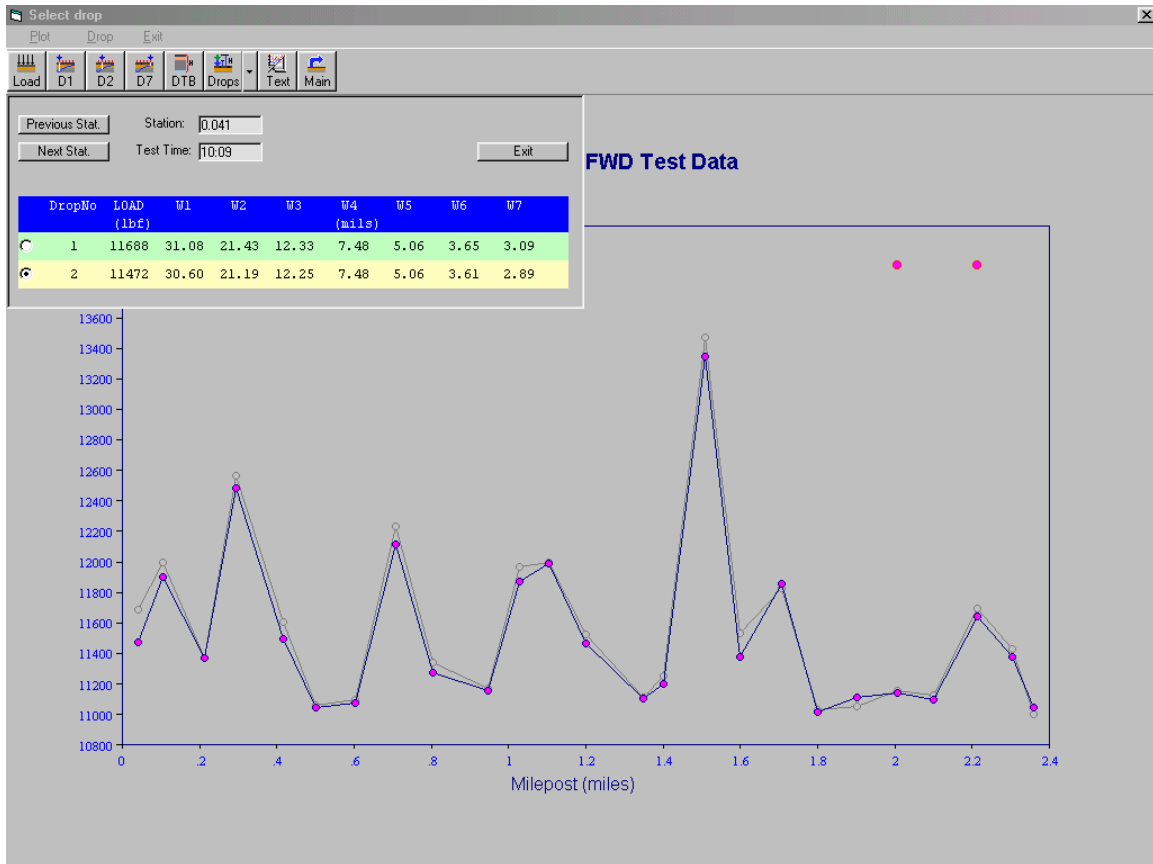 Select drop
Plot Drop Exit
Load D1 D2 D7 DTB Drops Text Main
Previous Stat. Station: 0.041
Next Stat. Test Time: 10:09 Exit
FWD Test Data
DropNo LOAD W1 W2 W3 W4 W5 W6 W7
(lbf) (mils)
1 11688 31.08 21.43 12.33 7.48 5.06 3.65 3.09
2 11472 30.60 21.19 12.25 7.48 5.06 3.61 2.89
13600
13400
13200
13000
12800
12600
12400
12200
12000
11800
11600
11400
11200
11000
10800
0 .2 .4 .6 .8 1 1.2 1.4 1.6 1.8 2 2.2 2.4
Milepost (miles)